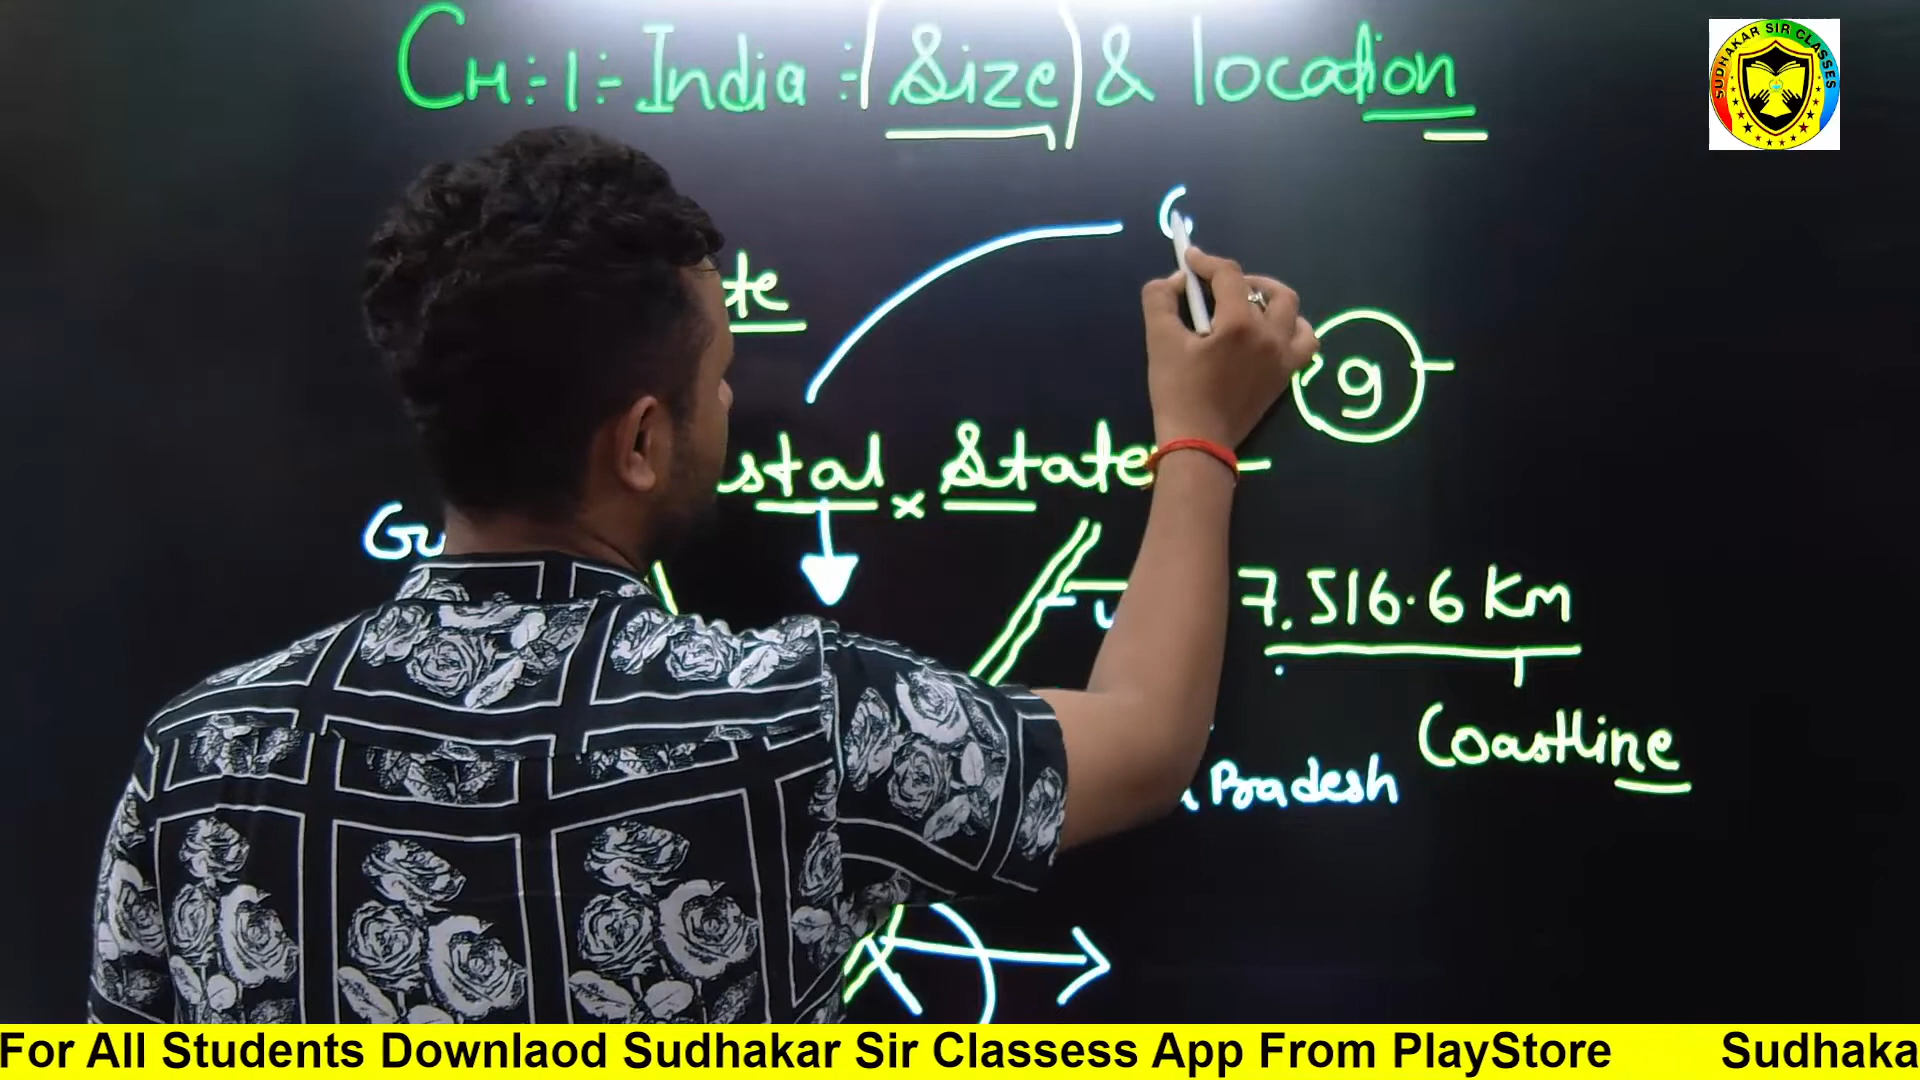 CH:-1:- India :- (Size) & location
SUDHAKAR SIR CLASSES
te
9
stal × State
Gu
7,516.6 Km
Coastline
Pradesh
For All Students Downlaod Sudhakar Sir Classess App From PlayStore Sudhaka